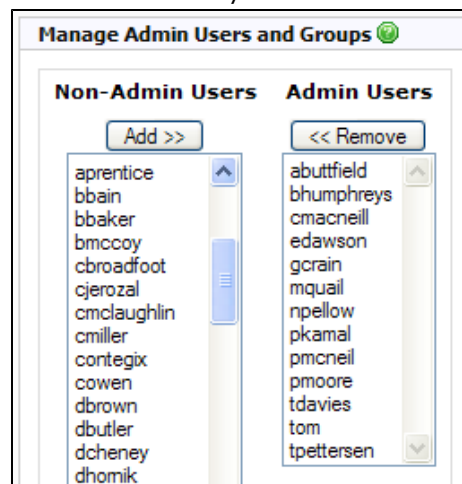 Manage Admin Users and Groups
Non-Admin Users
Add >>
aprentice
bbain
bbaker
bmccoy
cbroadfoot
cjerozal
cmclaughlin
cmiller
contegix
cowen
dbrown
dbutler
dcheney
dhornik
Admin Users
<< Remove
abuttfield
bhumphreys
cmacneill
edawson
gcrain
mquail
npellow
pkamal
pmcneil
pmoore
tdavies
tom
tpettersen